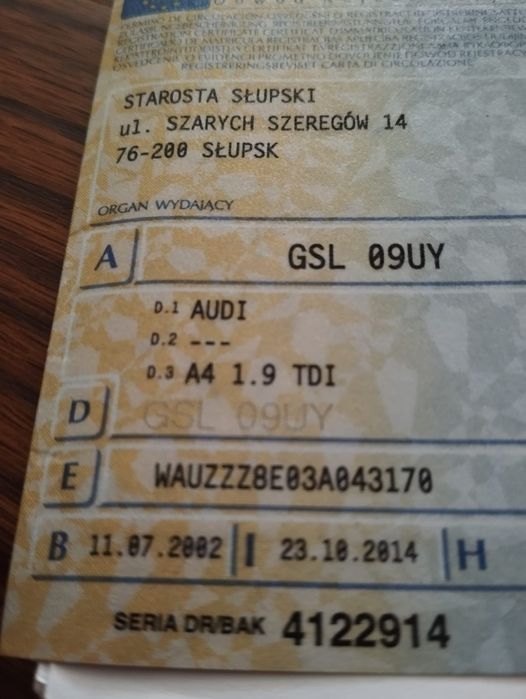 STAROSTA SŁUPSKI
ul. SZARYCH SZEREGÓW 14
76-200 SŁUPSK
ORGAN WYDAJĄCY
A GSL 09UY
D.1 AUDI
D.2 ---
D.3 A4 1.9 TDI
D GSL 09UY
E WAUZZZ8E03A043170
B 11.07.2002 I 23.10.2014 H
SERIA DR/BAK 4122914